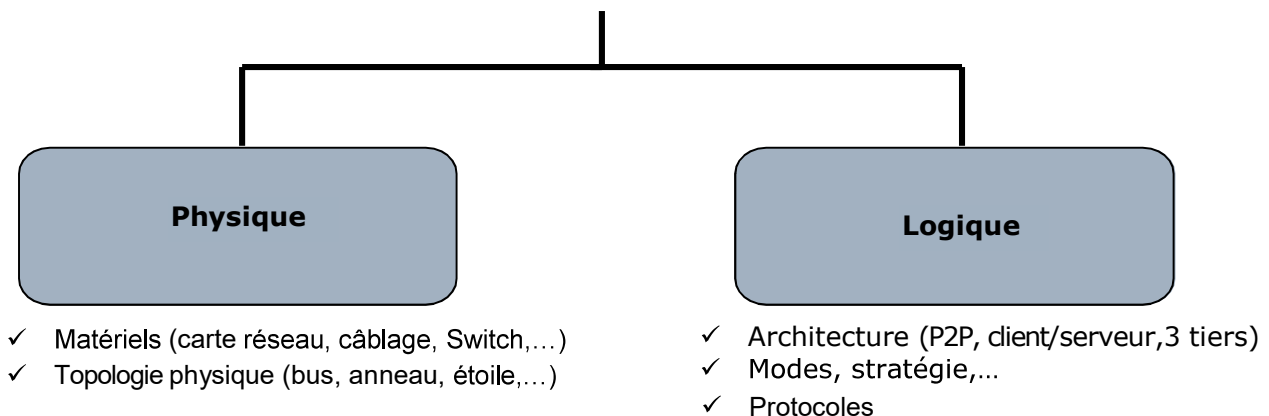 Physique
✓ Matériels (carte réseau, câblage, Switch,…)
✓ Topologie physique (bus, anneau, étoile,…)
Logique
✓ Architecture (P2P, client/serveur,3 tiers)
✓ Modes, stratégie,…
✓ Protocoles